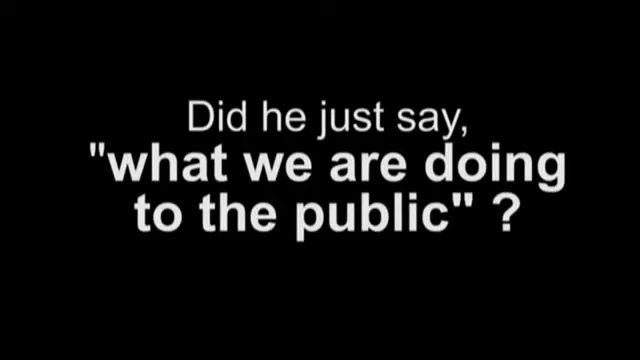 Did he just say,
"what we are doing
to the public" ?